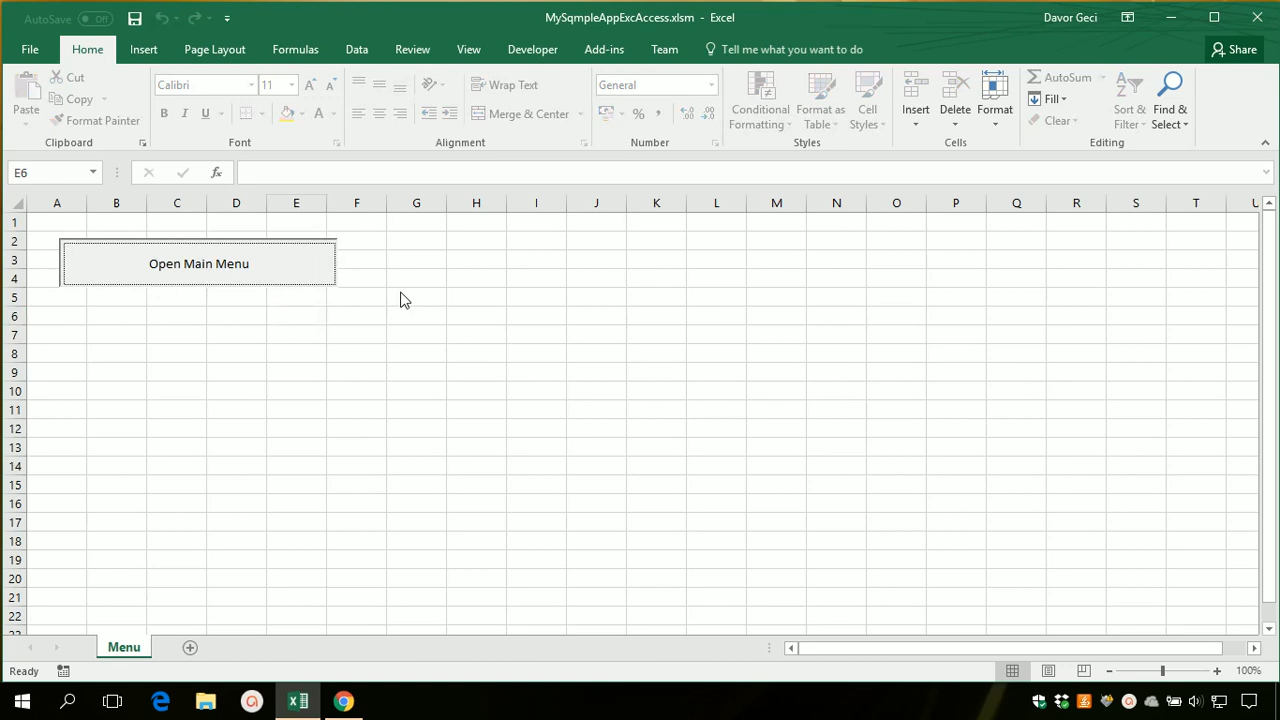 AutoSave Off MySqmpleAppExcAccess.xlsm - Excel Davor Geci
File Home Insert Page Layout Formulas Data Review View Developer Add-ins Team Tell me what you want to do Share
Cut Calibri 11 Wrap Text General AutoSum
Paste Copy Conditional Formatting Format as Table Cell Styles Insert Delete Format Fill Sort & Filter Find & Select
Format Painter B I U A Merge & Center % Clear
Clipboard Font Alignment Number Styles Cells Editing
E6 fx
A B C D E F G H I J K L M N O P Q R S T U
1
2
3 Open Main Menu
4
5
6
7
8
9
10
11
12
13
14
15
16
17
18
19
20
21
22
23
Menu
Ready 100%